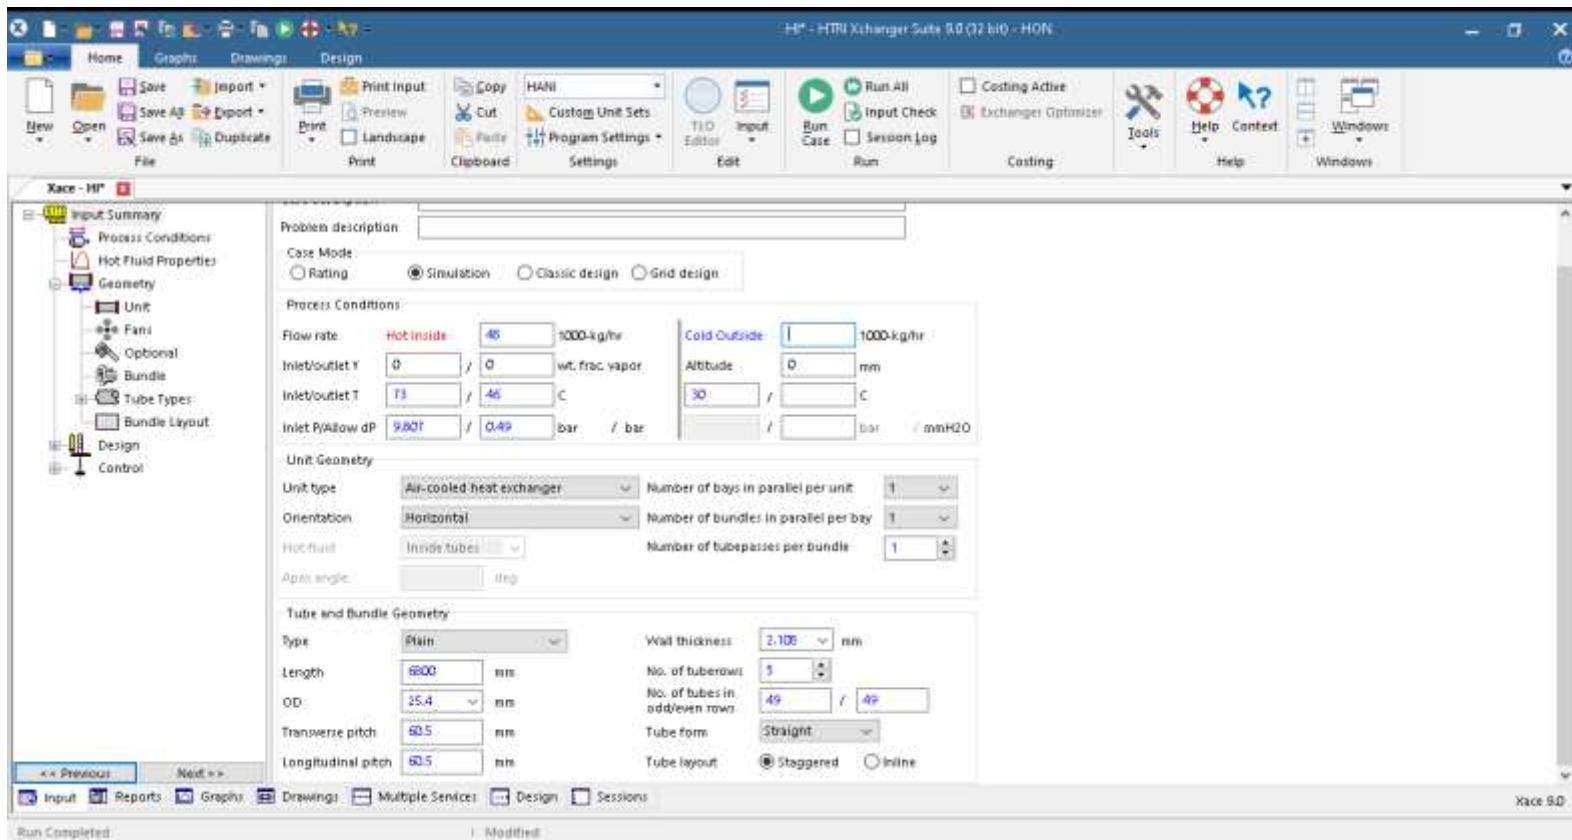 HI* - HTRI Xchanger Suite 9.0 (32 bit) - HON
Home Graphs Drawings Design
New Open Save Save All Save As Import Export Duplicate
File
Print Print Input Preview Landscape
Print
Copy Cut Paste
Clipboard
HANI Custom Unit Sets Program Settings
Settings
TLD Editor Input
Edit
Run Case Run All Input Check Session Log
Run
Costing Active Exchanger Optimizer
Costing
Tools
Help Context
Help
Windows
Windows
Xace - HI*
Input Summary
Process Conditions
Hot Fluid Properties
Geometry
Unit
Fans
Optional
Bundle
Tube Types
Bundle Layout
Design
Control
<< Previous Next >>
Problem description
Case Mode
Rating Simulation Classic design Grid design
Process Conditions
Flow rate Hot Inside 46 1000-kg/hr Cold Outside 1000-kg/hr
Inlet/outlet Y 0 / 0 wt. frac. vapor Altitude 0 mm
Inlet/outlet T 73 / 46 C 30 / C
Inlet P/Allow dP 9.807 / 0.49 bar / bar / bar / mmH2O
Unit Geometry
Unit type Air-cooled heat exchanger Number of bays in parallel per unit 1
Orientation Horizontal Number of bundles in parallel per bay 1
Hot fluid Inside tubes Number of tubepasses per bundle 1
Apex angle deg
Tube and Bundle Geometry
Type Plain Wall thickness 2.108 mm
Length 6800 mm No. of tuberows 5
OD 25.4 mm No. of tubes in odd/even rows 49 / 49
Transverse pitch 60.5 mm Tube form Straight
Longitudinal pitch 60.5 mm Tube layout Staggered Inline
Input Reports Graphs Drawings Multiple Services Design Sessions
Xace 9.0
Run Completed Modified